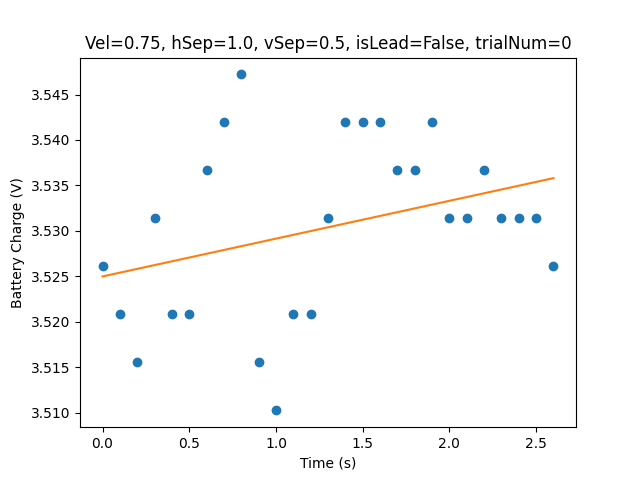 Vel=0.75, hSep=1.0, vSep=0.5, isLead=False, trialNum=0
3.545
3.540
3.535
3.530
3.525
3.520
3.515
3.510
Battery Charge (V)
0.0 0.5 1.0 1.5 2.0 2.5
Time (s)